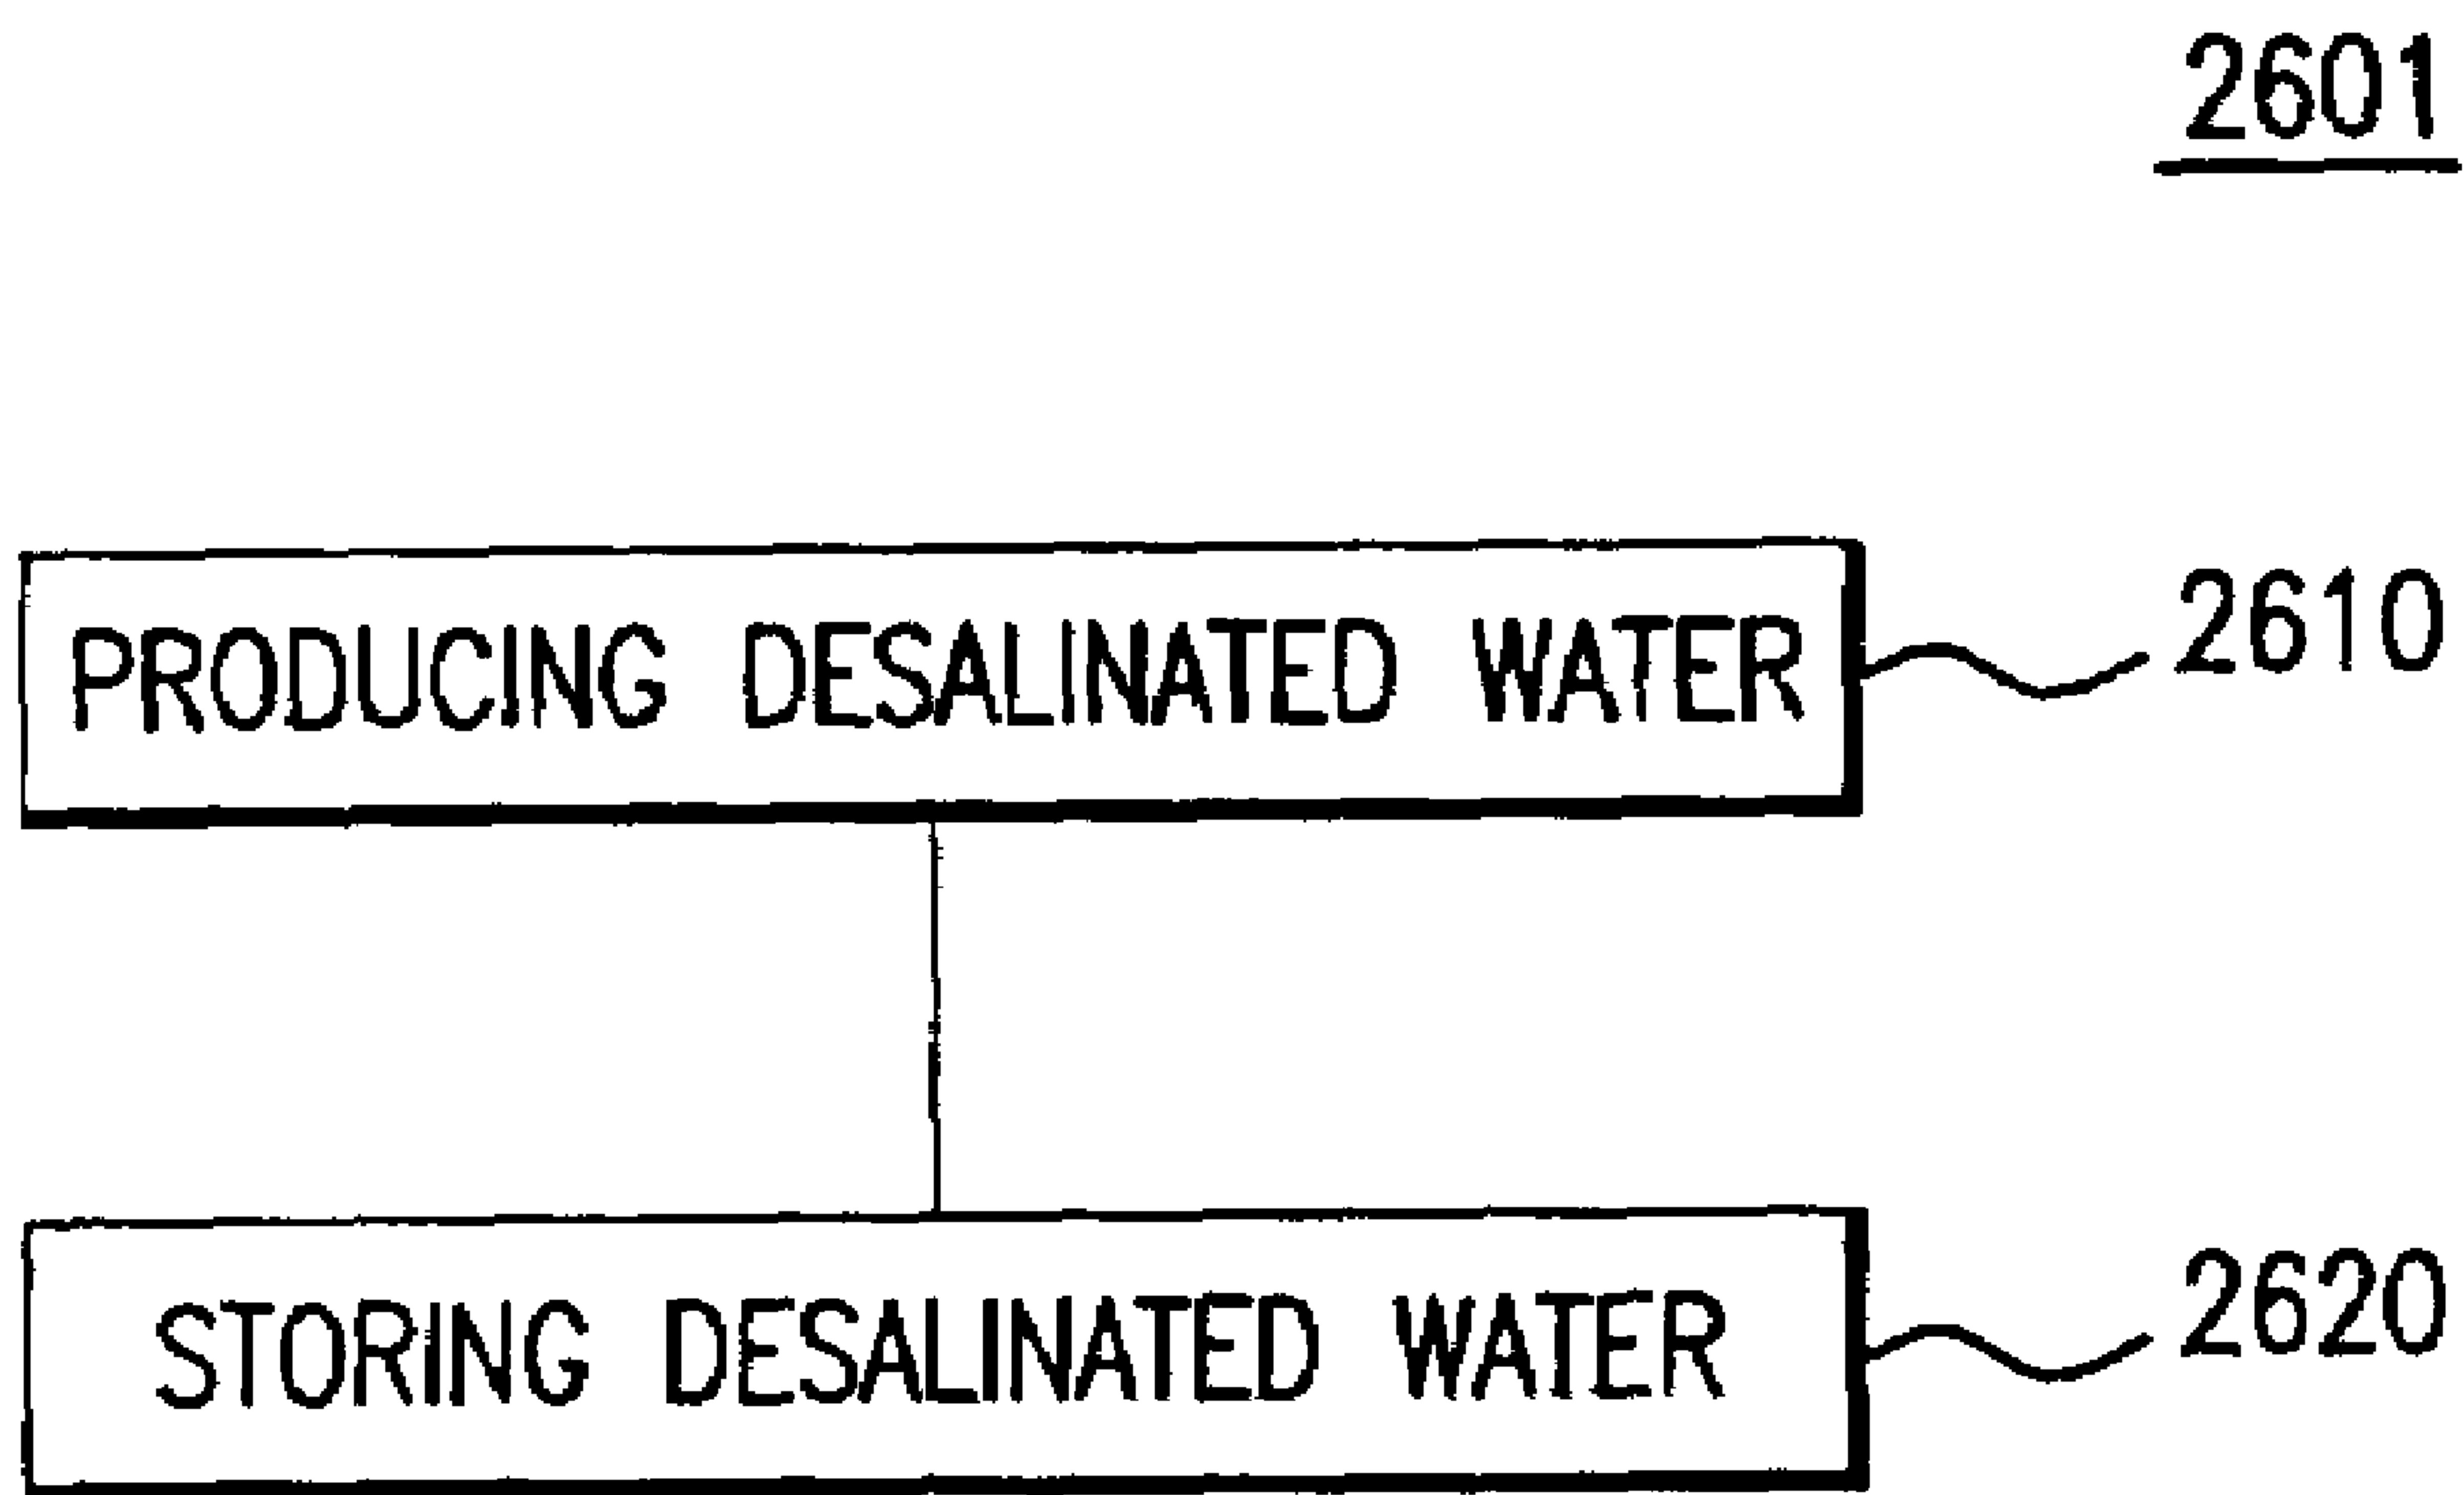 2601
PRODUCING DESALINATED WATER 2610
STORING DESALINATED WATER 2620